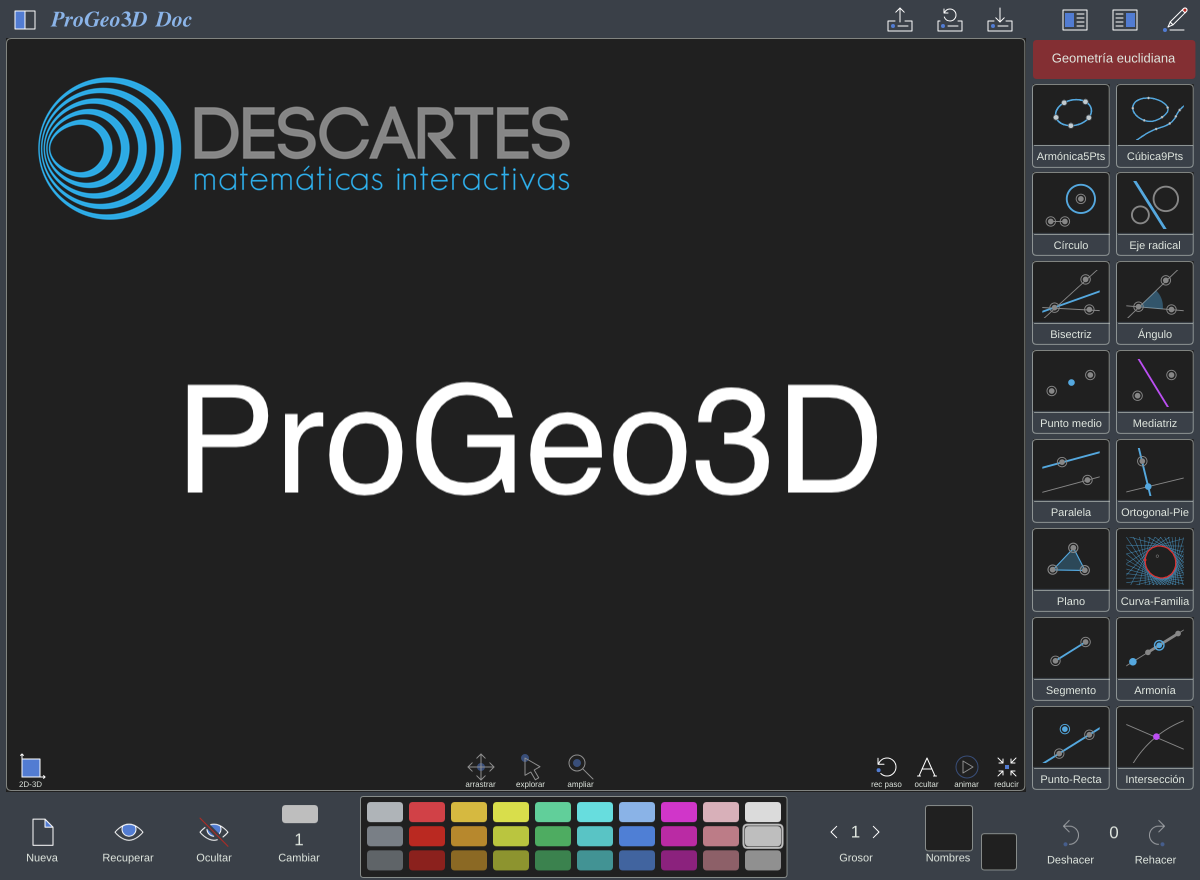 ProGeo3D Doc
Geometría euclidiana
DESCARTES
matemáticas interactivas
Armónica5Pts
Cúbica9Pts
Círculo
Eje radical
Bisectriz
Ángulo
ProGeo3D
Punto medio
Mediatriz
Paralela
Ortogonal-Pie
Plano
Curva-Familia
Segmento
Armonía
Punto-Recta
Intersección
2D-3D
arrastrar
explorar
ampliar
rec paso
ocultar
animar
reducir
Nueva
Recuperar
Ocultar
1
Cambiar
1
Grosor
Nombres
0
Deshacer
Rehacer